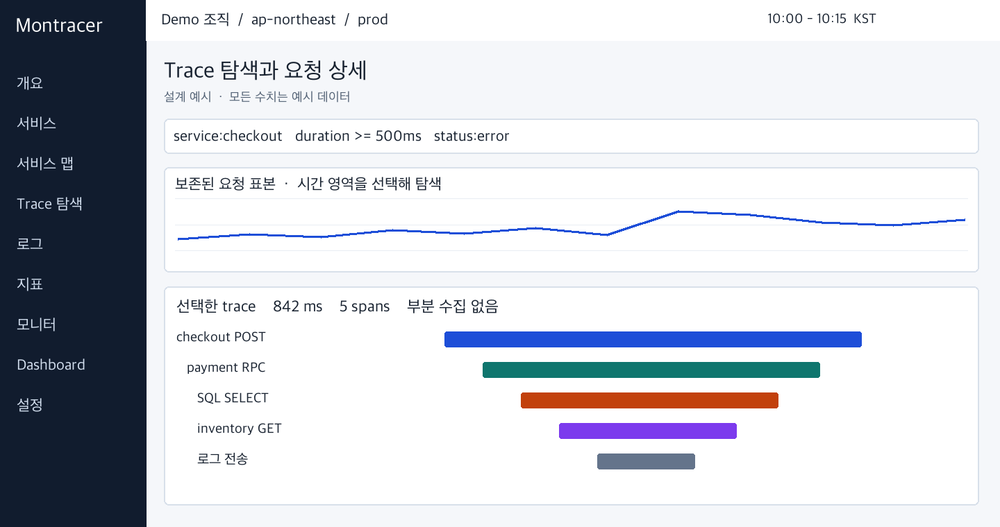 Montracer
개요
서비스
서비스 맵
Trace 탐색
로그
지표
모니터
Dashboard
설정
Demo 조직 / ap-northeast / prod
10:00 - 10:15 KST
Trace 탐색과 요청 상세
설계 예시 · 모든 수치는 예시 데이터
service:checkout duration >= 500ms status:error
보존된 요청 표본 · 시간 영역을 선택해 탐색
선택한 trace 842 ms 5 spans 부분 수집 없음
checkout POST
payment RPC
SQL SELECT
inventory GET
로그 전송